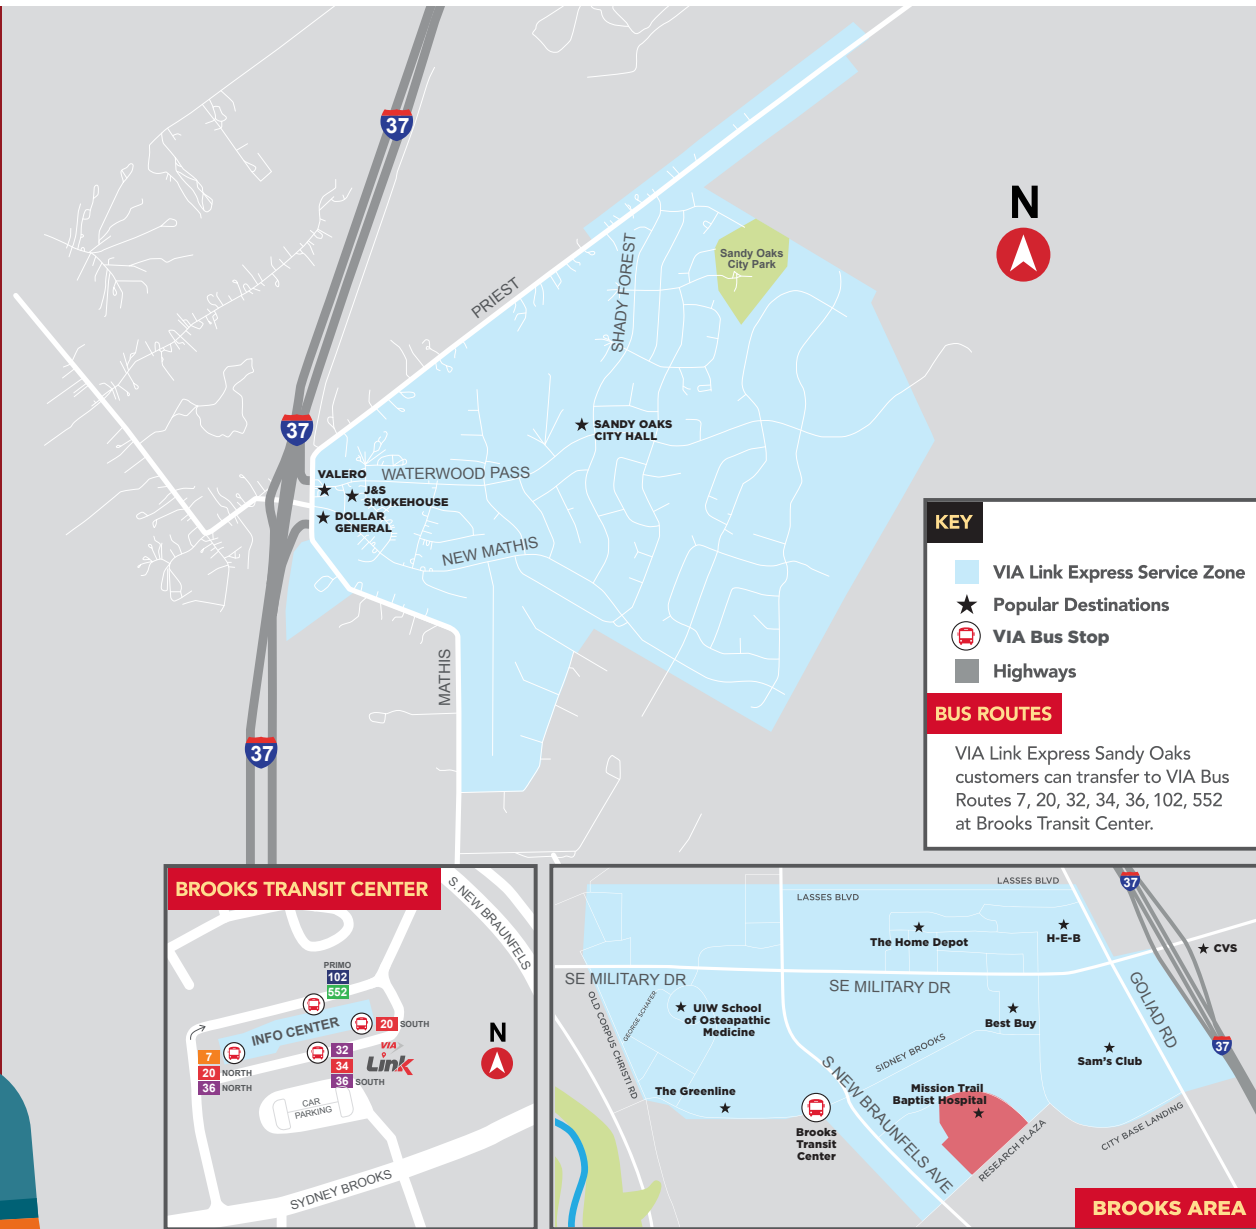 37
N
Sandy Oaks
City Park
SHADY FOREST
PRIEST
37
SANDY OAKS
CITY HALL
VALERO
WATERWOOD PASS
J&S
SMOKEHOUSE
DOLLAR
GENERAL
NEW MATHIS
MATHIS
37
KEY
VIA Link Express Service Zone
Popular Destinations
VIA Bus Stop
Highways
BUS ROUTES
VIA Link Express Sandy Oaks
customers can transfer to VIA Bus
Routes 7, 20, 32, 34, 36, 102, 552
at Brooks Transit Center.
BROOKS TRANSIT CENTER
S. NEW BRAUNFELS
PRIMO
102
552
INFO CENTER
20 SOUTH
7
20 NORTH
36 NORTH
32
34
36 SOUTH
VIA
Link
N
CAR
PARKING
SYDNEY BROOKS
LASSES BLVD
LASSES BLVD
37
The Home Depot
H-E-B
CVS
SE MILITARY DR
SE MILITARY DR
GOLIAD RD
OLD CORPUS CHRISTI RD
GEORGE SCHAFER
UIW School
of Osteapathic
Medicine
Best Buy
SIDNEY BROOKS
Sam's Club
37
The Greenline
S NEW BRAUNFELS AVE
Mission Trail
Baptist Hospital
Brooks
Transit
Center
RESEARCH PLAZA
CITY BASE LANDING
BROOKS AREA